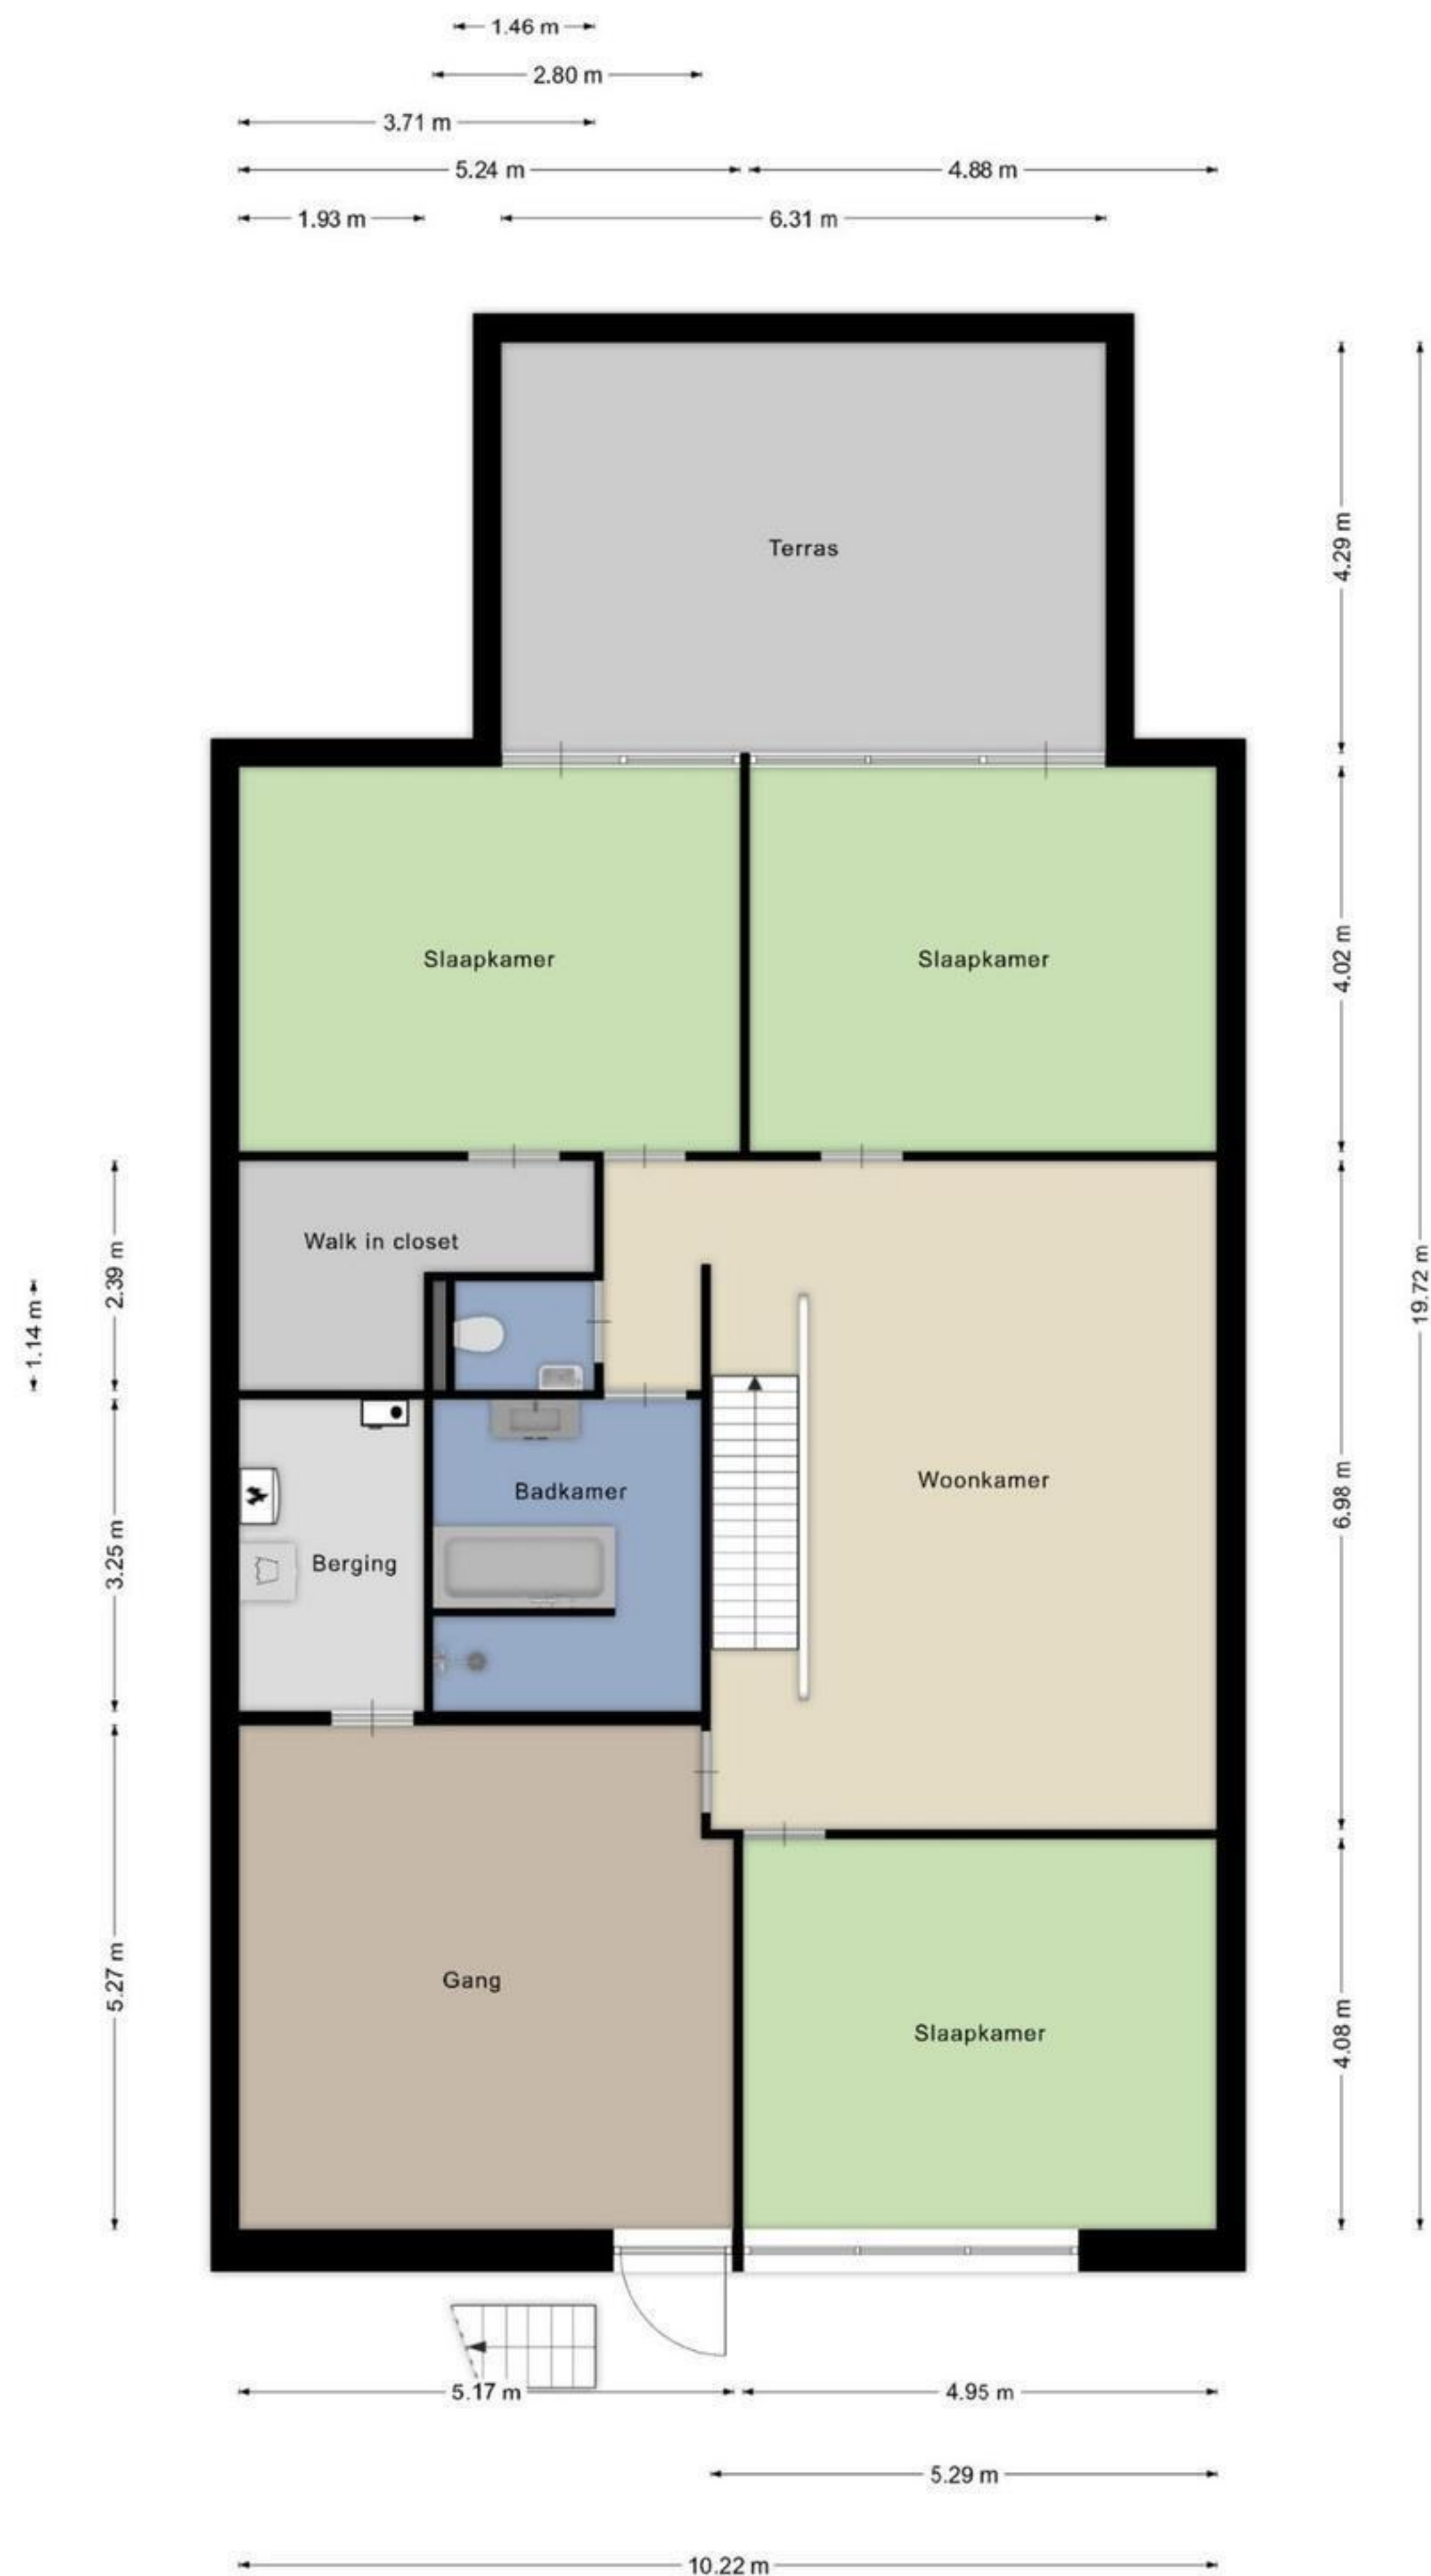 1.46 m
2.80 m
3.71 m
5.24 m
4.88 m
1.93 m
6.31 m
Terras
4.29 m
Slaapkamer
Slaapkamer
4.02 m
19.72 m
Walk in closet
2.39 m
1.14 m
Woonkamer
6.98 m
Badkamer
Berging
3.25 m
Gang
5.27 m
Slaapkamer
4.08 m
5.17 m
4.95 m
5.29 m
10.22 m